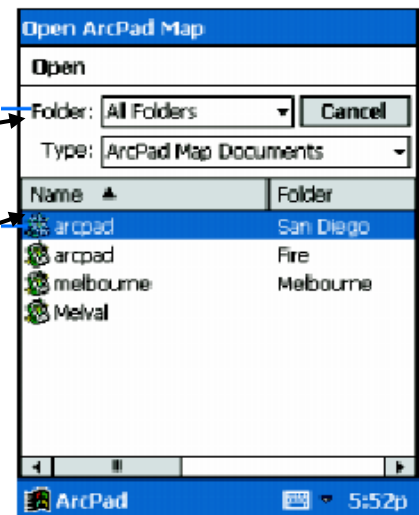 Open ArcPad Map
Open
Folder: All Folders Cancel
Type: ArcPad Map Documents
Name Folder
arcpad San Diego
arcpad Fire
melbourne Melbourne
Melval
ArcPad 5:52p